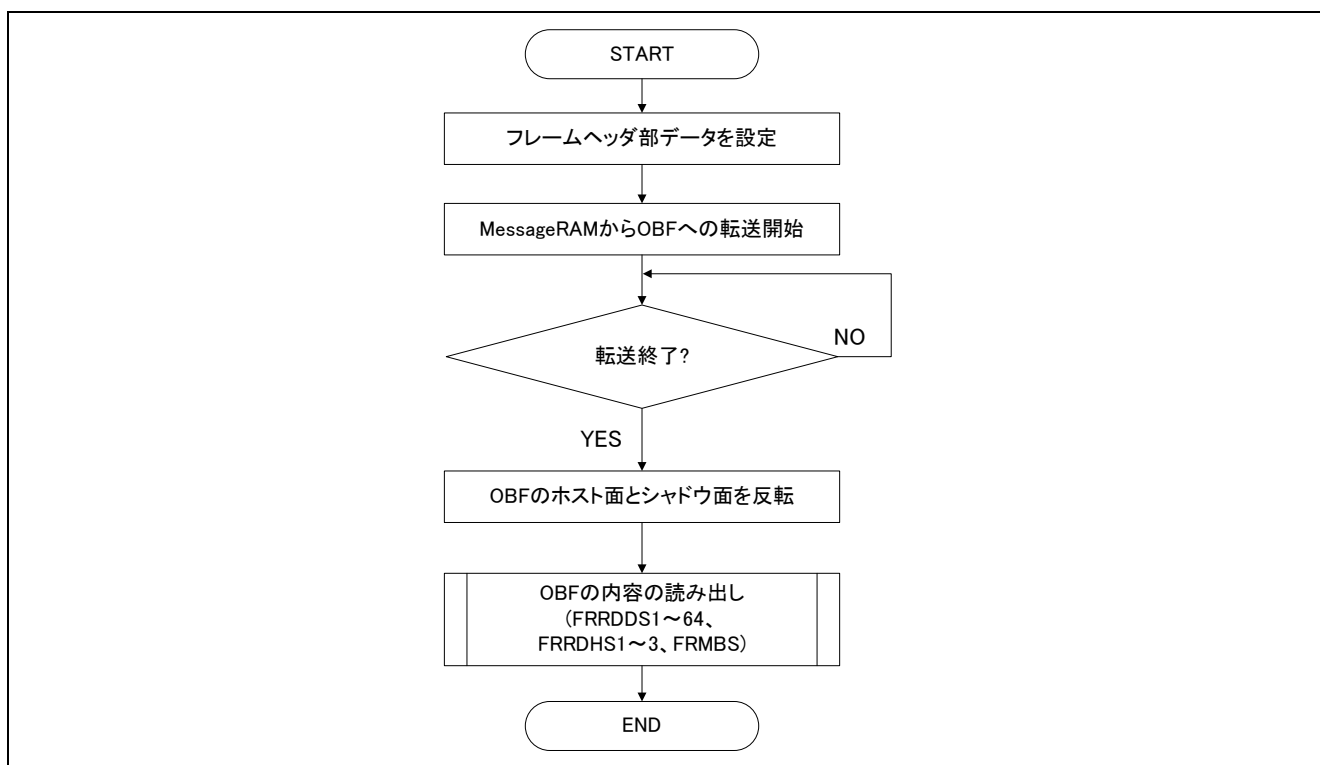 START
フレームヘッダ部データを設定
MessageRAMからOBFへの転送開始
転送終了?
NO
YES
OBFのホスト面とシャドウ面を反転
OBFの内容の読み出し
(FRRDDS1～64、
FRRDHS1～3、FRMBS)
END